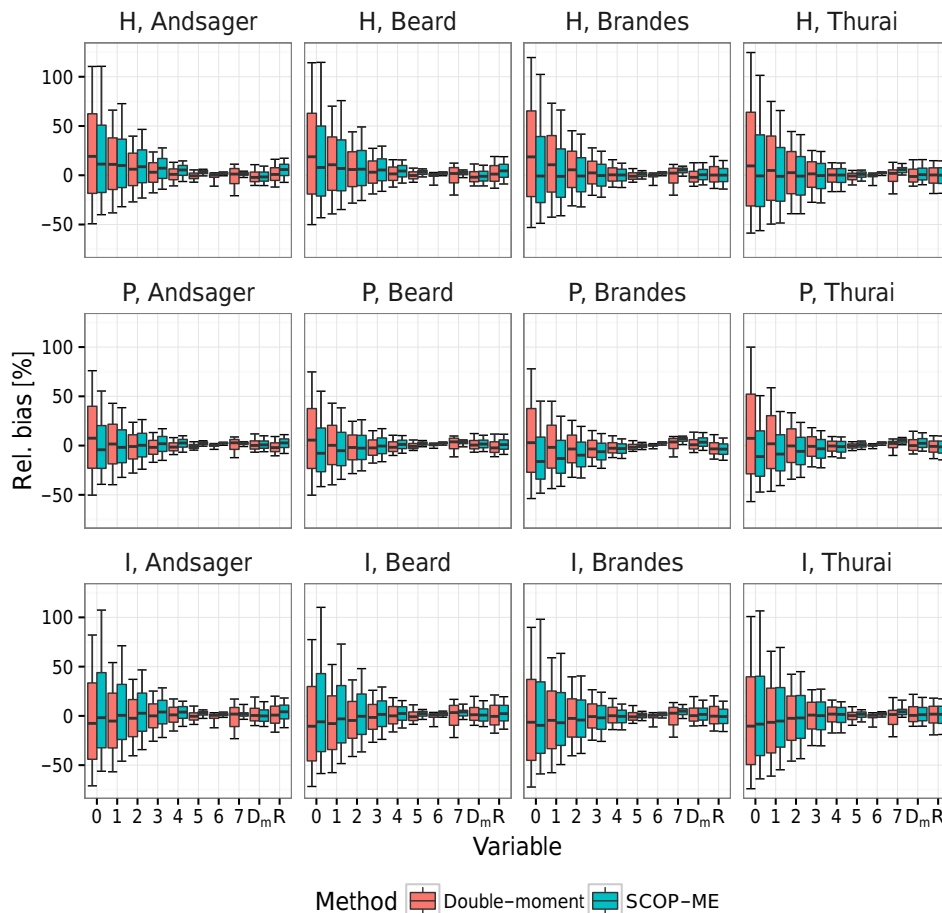 H, Andsager H, Beard H, Brandes H, Thurai
100
50
0
−50
P, Andsager P, Beard P, Brandes P, Thurai
100
50
0
−50
Rel. bias [%]
I, Andsager I, Beard I, Brandes I, Thurai
100
50
0
−50
0 1 2 3 4 5 6 7 Dm R 0 1 2 3 4 5 6 7 Dm R 0 1 2 3 4 5 6 7 Dm R 0 1 2 3 4 5 6 7 Dm R
Variable
Method Double−moment SCOP−ME